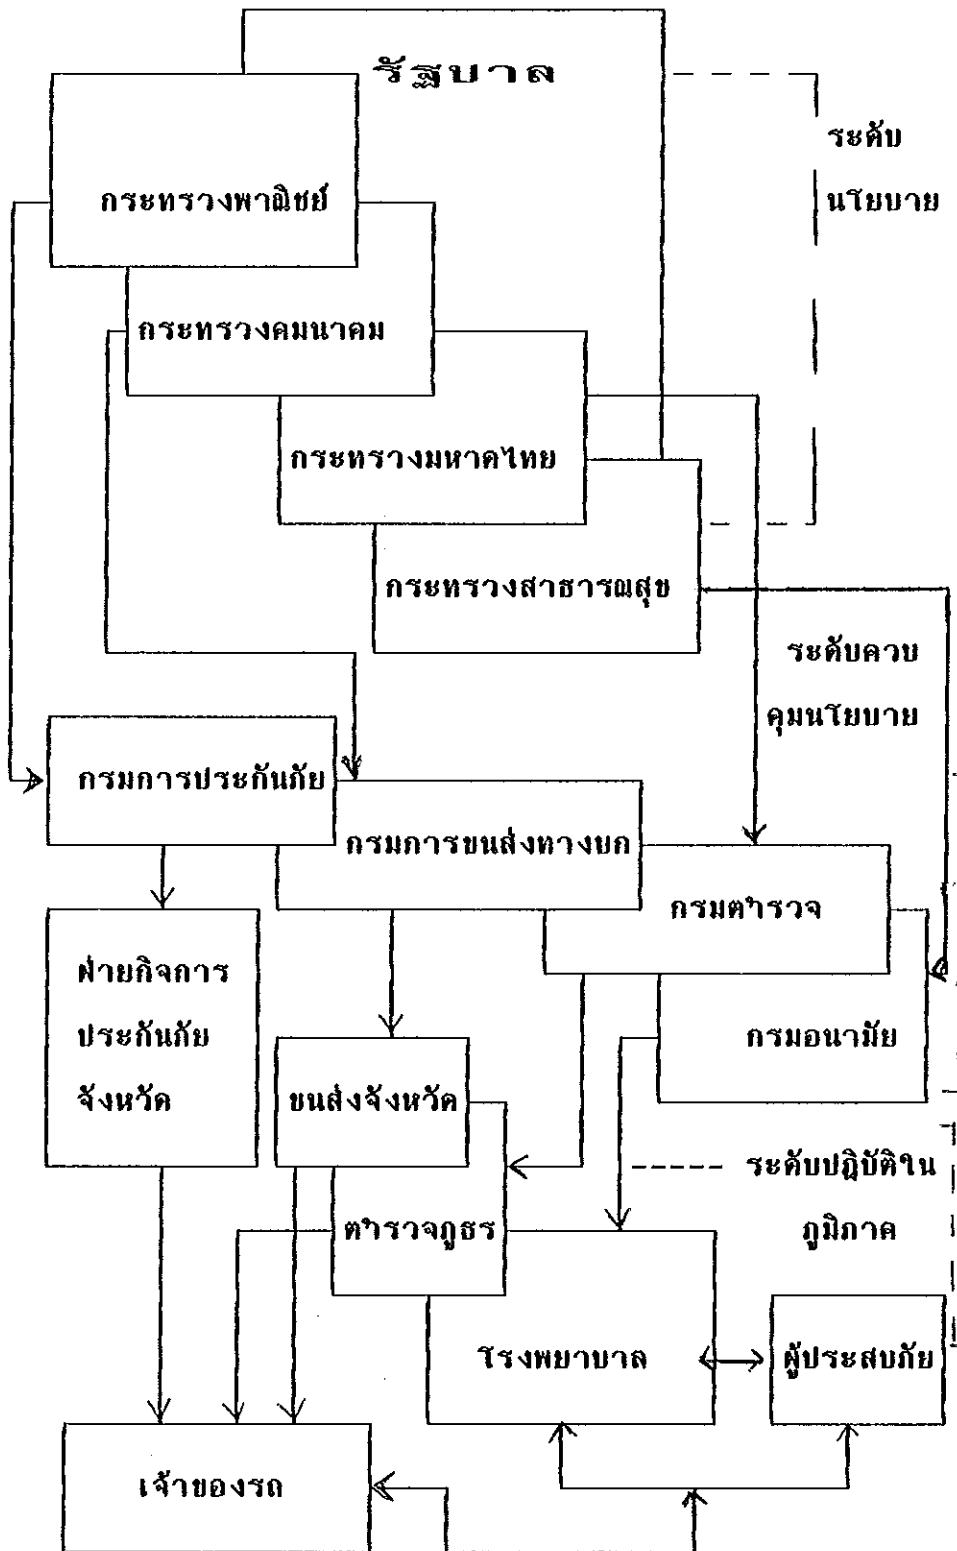 รัฐบาล
ระดับ
นโยบาย
กระทรวงพาณิชย์
กระทรวงคมนาคม
กระทรวงมหาดไทย
กระทรวงสาธารณสุข
ระดับควบ
คุมนโยบาย
กรมการประกันภัย
กรมการขนส่งทางบก
กรมตำรวจ
ฝ่ายกิจการ
ประกันภัย
จังหวัด
กรมอนามัย
ขนส่งจังหวัด
ระดับปฏิบัติใน
ภูมิภาค
ตำรวจภูธร
โรงพยาบาล
ผู้ประสบภัย
เจ้าของรถ